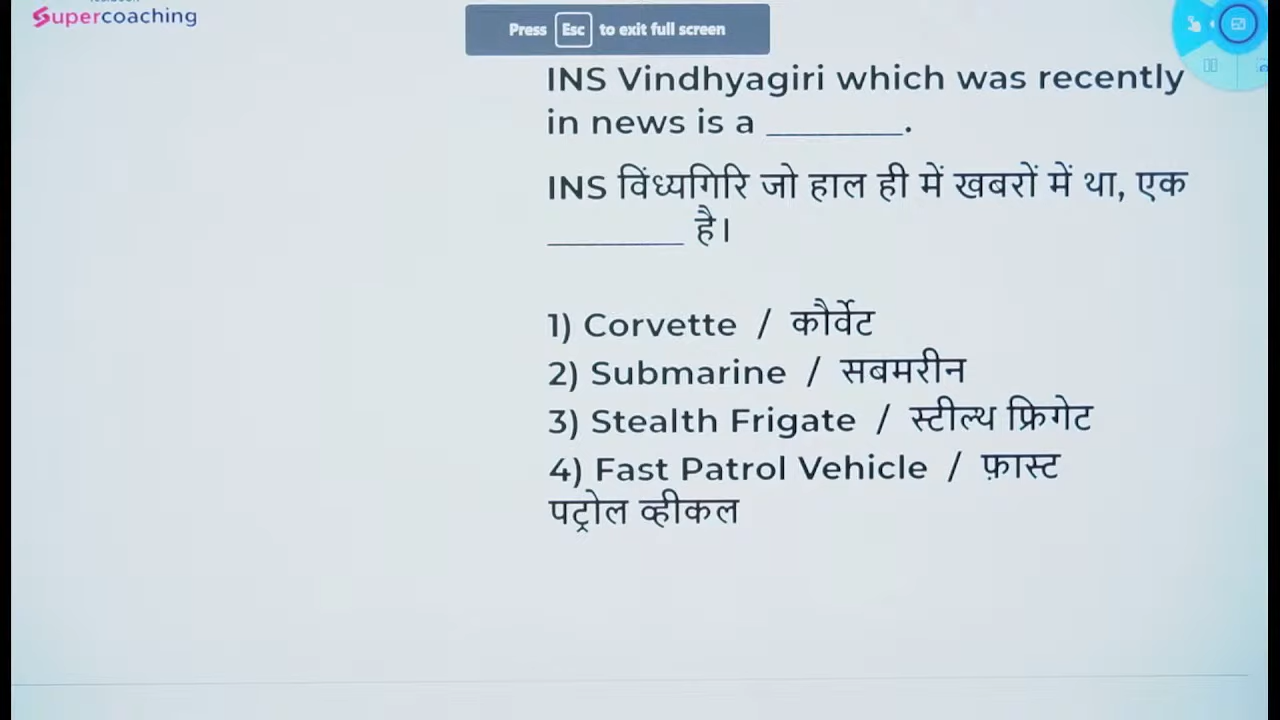 Supercoaching
Press Esc to exit full screen
INS Vindhyagiri which was recently
in news is a ________.
INS विंध्यगिरि जो हाल ही में खबरों में था, एक
________ है।
1) Corvette / कौर्वेट
2) Submarine / सबमरीन
3) Stealth Frigate / स्टील्थ फ्रिगेट
4) Fast Patrol Vehicle / फ़ास्ट
पट्रोल व्हीकल